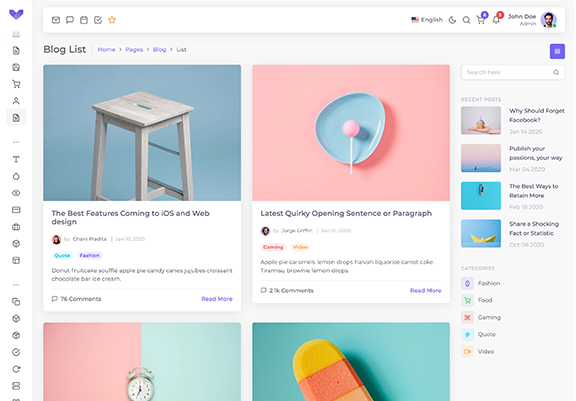 English
6
5
John Doe
Admin
Blog List
Home > Pages > Blog > List
Search here
The Best Features Coming to iOS and Web
design
by Ghani Pradita | Jan 10, 2020
Quote
Fashion
Donut fruitcake soufflé apple pie candy canes jujubes croissant
chocolate bar ice cream.
76 Comments
Read More
Latest Quirky Opening Sentence or Paragraph
by Jorge Griffin | Jan 10, 2020
Gaming
Video
Apple pie caramels lemon drops halvah liquorice carrot cake.
Tiramisu brownie lemon drops.
2.1k Comments
Read More
RECENT POSTS
Why Should Forget
Facebook?
Jan 14 2020
Publish your
passions, your way
Mar 04 2020
The Best Ways to
Retain More
Feb 18 2020
Share a Shocking
Fact or Statistic
Oct 08 2020
CATEGORIES
Fashion
Food
Gaming
Quote
Video